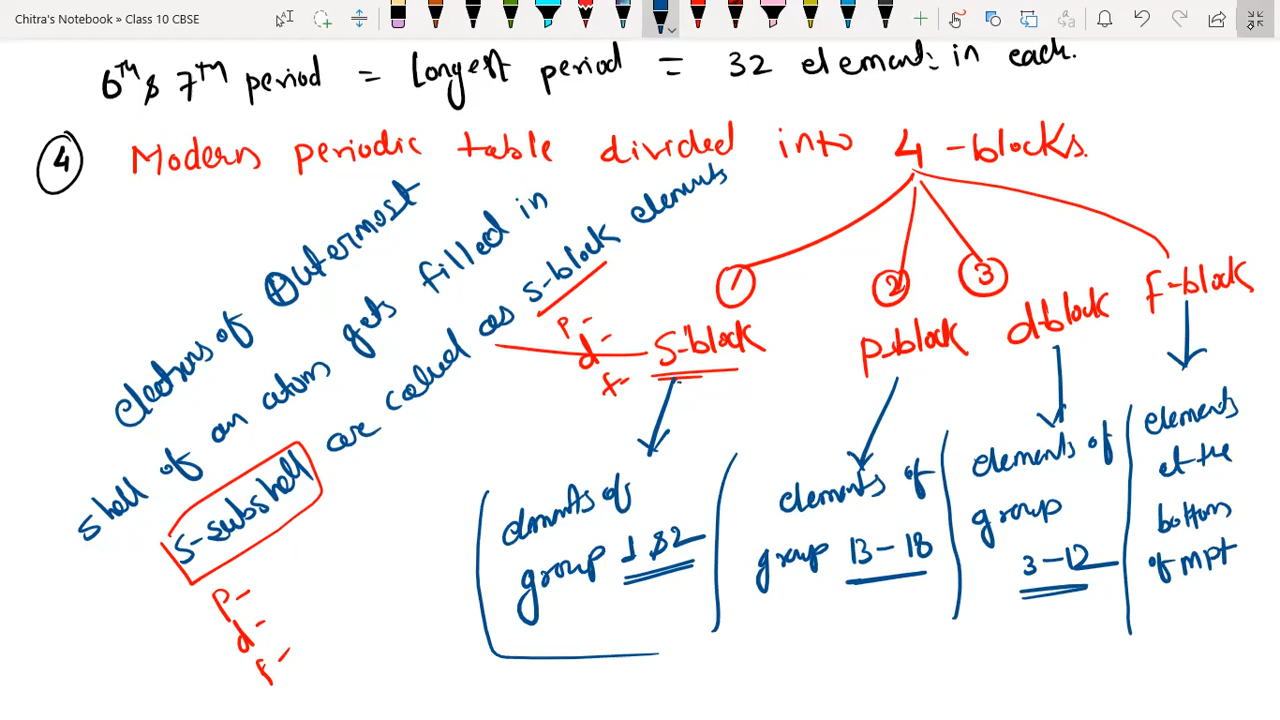 Chitra's Notebook » Class 10 CBSE
6th & 7th period = Longest period = 32 elements in each.
4 Modern periodic table divided into 4-blocks.
electrons of Outermost
shell of an atom gets filled in
s-subshell are called as s-block elements
p-
d-
f-
p-
d-
f-
1
S-block
elements of
group 1 & 2
2
p-block
elements of
group 13-18
3
d-block
elements of
group
3-12
F-block
elements
at the
bottom
of MPT